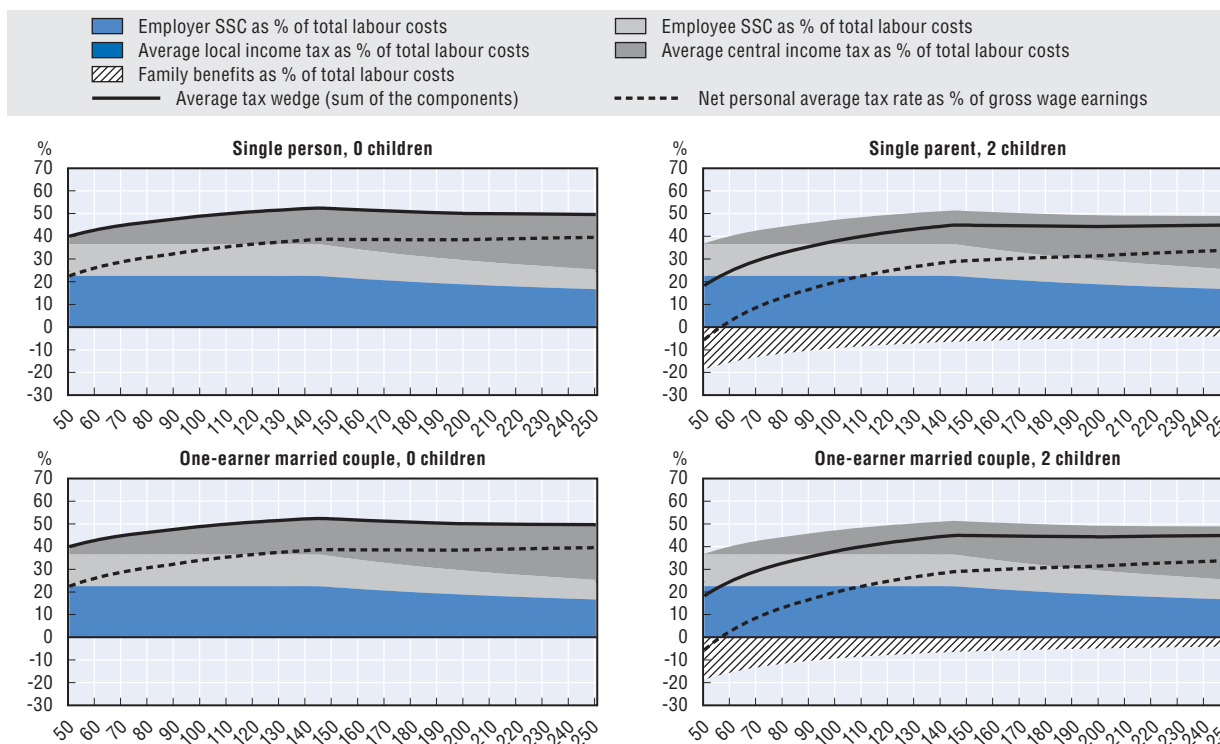 Employer SSC as % of total labour costs
Employee SSC as % of total labour costs
Average local income tax as % of total labour costs
Average central income tax as % of total labour costs
Family benefits as % of total labour costs
Average tax wedge (sum of the components)
Net personal average tax rate as % of gross wage earnings
% Single person, 0 children
70
60
50
40
30
20
10
0
-10
-20
-30
50 60 70 80 90 100 110 120 130 140 150 160 170 180 190 200 210 220 230 240 250
% Single parent, 2 children
70
60
50
40
30
20
10
0
-10
-20
-30
50 60 70 80 90 100 110 120 130 140 150 160 170 180 190 200 210 220 230 240
% One-earner married couple, 0 children
70
60
50
40
30
20
10
0
-10
-20
-30
50 60 70 80 90 100 110 120 130 140 150 160 170 180 190 200 210 220 230 240 250
% One-earner married couple, 2 children
70
60
50
40
30
20
10
0
-10
-20
-30
50 60 70 80 90 100 110 120 130 140 150 160 170 180 190 200 210 220 230 240